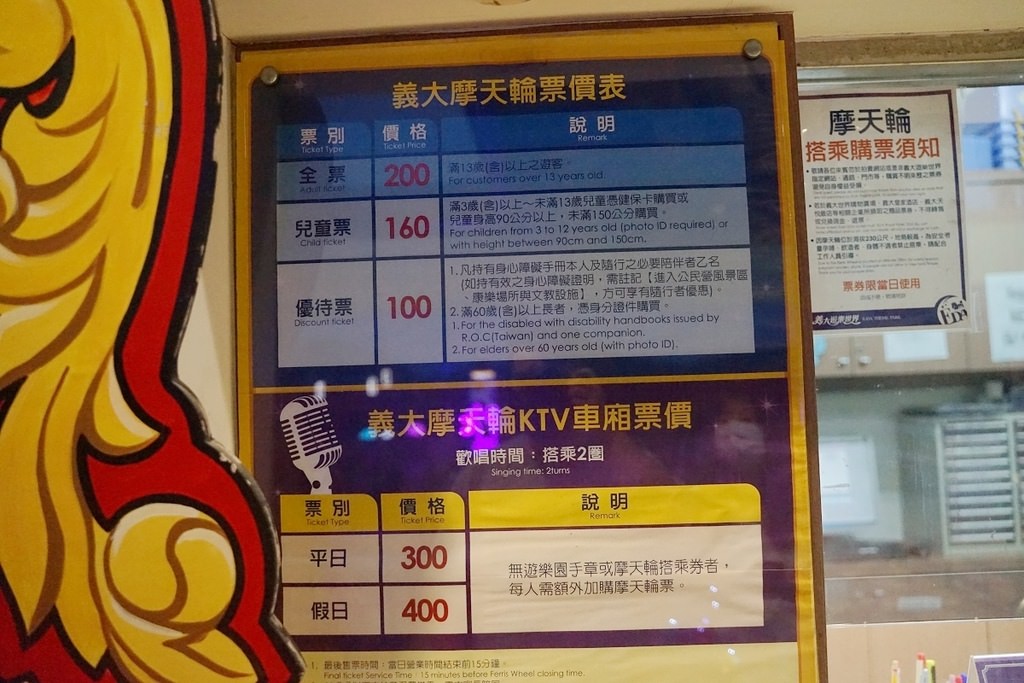 義大摩天輪票價表
票別 價格 說明
Ticket Type Ticket Price Remark
全票 200 滿13歲(含)以上之遊客。
Adult ticket For customers over 13 years old
兒童票 160 滿3歲(含)以上～未滿13歲兒童憑健保卡購買或
兒童身高90公分以上，未滿150公分購買。
Child ticket For children from 3 to 12 years old (photo ID required) or
with height between 90cm and 150cm.
優待票 100 1.凡持有身心障礙手冊本人及隨行之必要陪伴者乙名
(如持有效之身心障礙證明，需註記【進入公民營風景區
、康樂場所與文教設施】，方可享有隨行者優惠)。
2.滿60歲(含)以上長者，憑身分證件購買。
Discount ticket 1.For the disabled with disability handbooks issued by
R.O.C(Taiwan) and one companion.
2.For elders over 60 years old (with photo ID).
義大摩天輪KTV車廂票價
歡唱時間：搭乘2圈
Singing time: 2turns
票別 價格 說明
Ticket Type Ticket Price Remark
平日 300 無遊樂園手章或摩天輪搭乘券者，
假日 400 每人需額外加購摩天輪票。
1、最後售票時間：當日營業時間結束前15分鐘。
Final ticket Service Time：15 minutes before Ferris Wheel closing time.
摩天輪
搭乘購票須知
票券限當日使用
義大遊樂世界